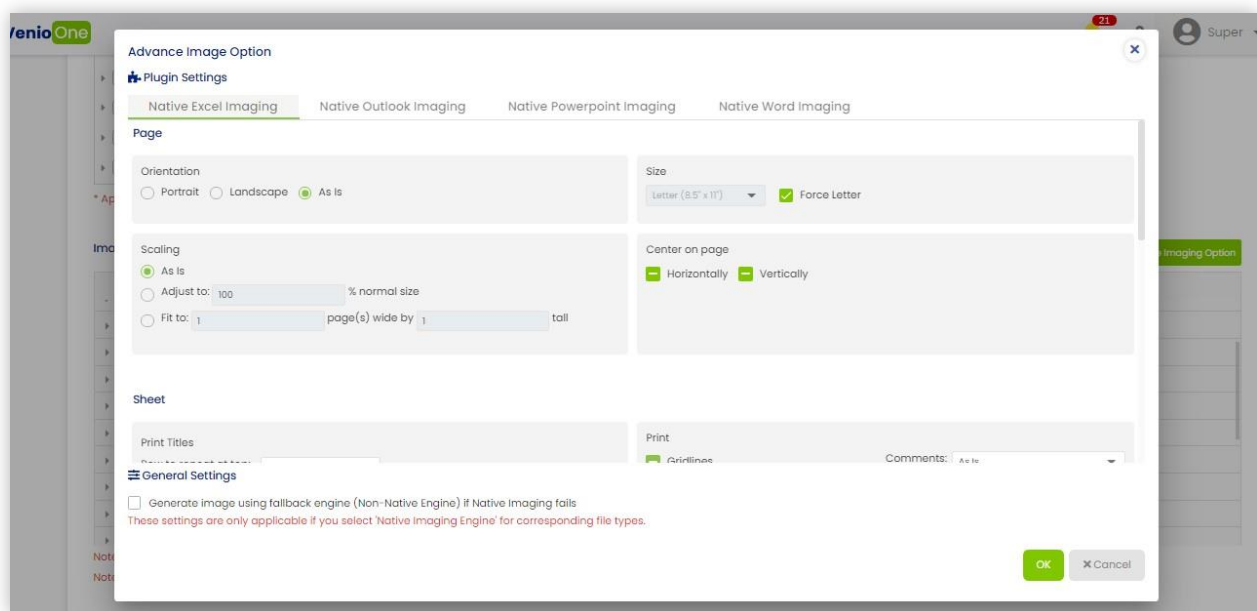 VenioOne
21
Super
Advance Image Option
Plugin Settings
Native Excel Imaging Native Outlook Imaging Native Powerpoint Imaging Native Word Imaging
Page
Orientation
Portrait Landscape As Is
Size
Letter (8.5" x 11") Force Letter
Scaling
As Is
Adjust to: 100 % normal size
Fit to: 1 page(s) wide by 1 tall
Center on page
Horizontally Vertically
* Ap
Ima
Imaging Option
Sheet
Print Titles
Print
Gridlines
Comments: As Is
General Settings
Generate image using fallback engine (Non-Native Engine) if Native Imaging fails
These settings are only applicable if you select 'Native Imaging Engine' for corresponding file types.
Note
Note
OK Cancel